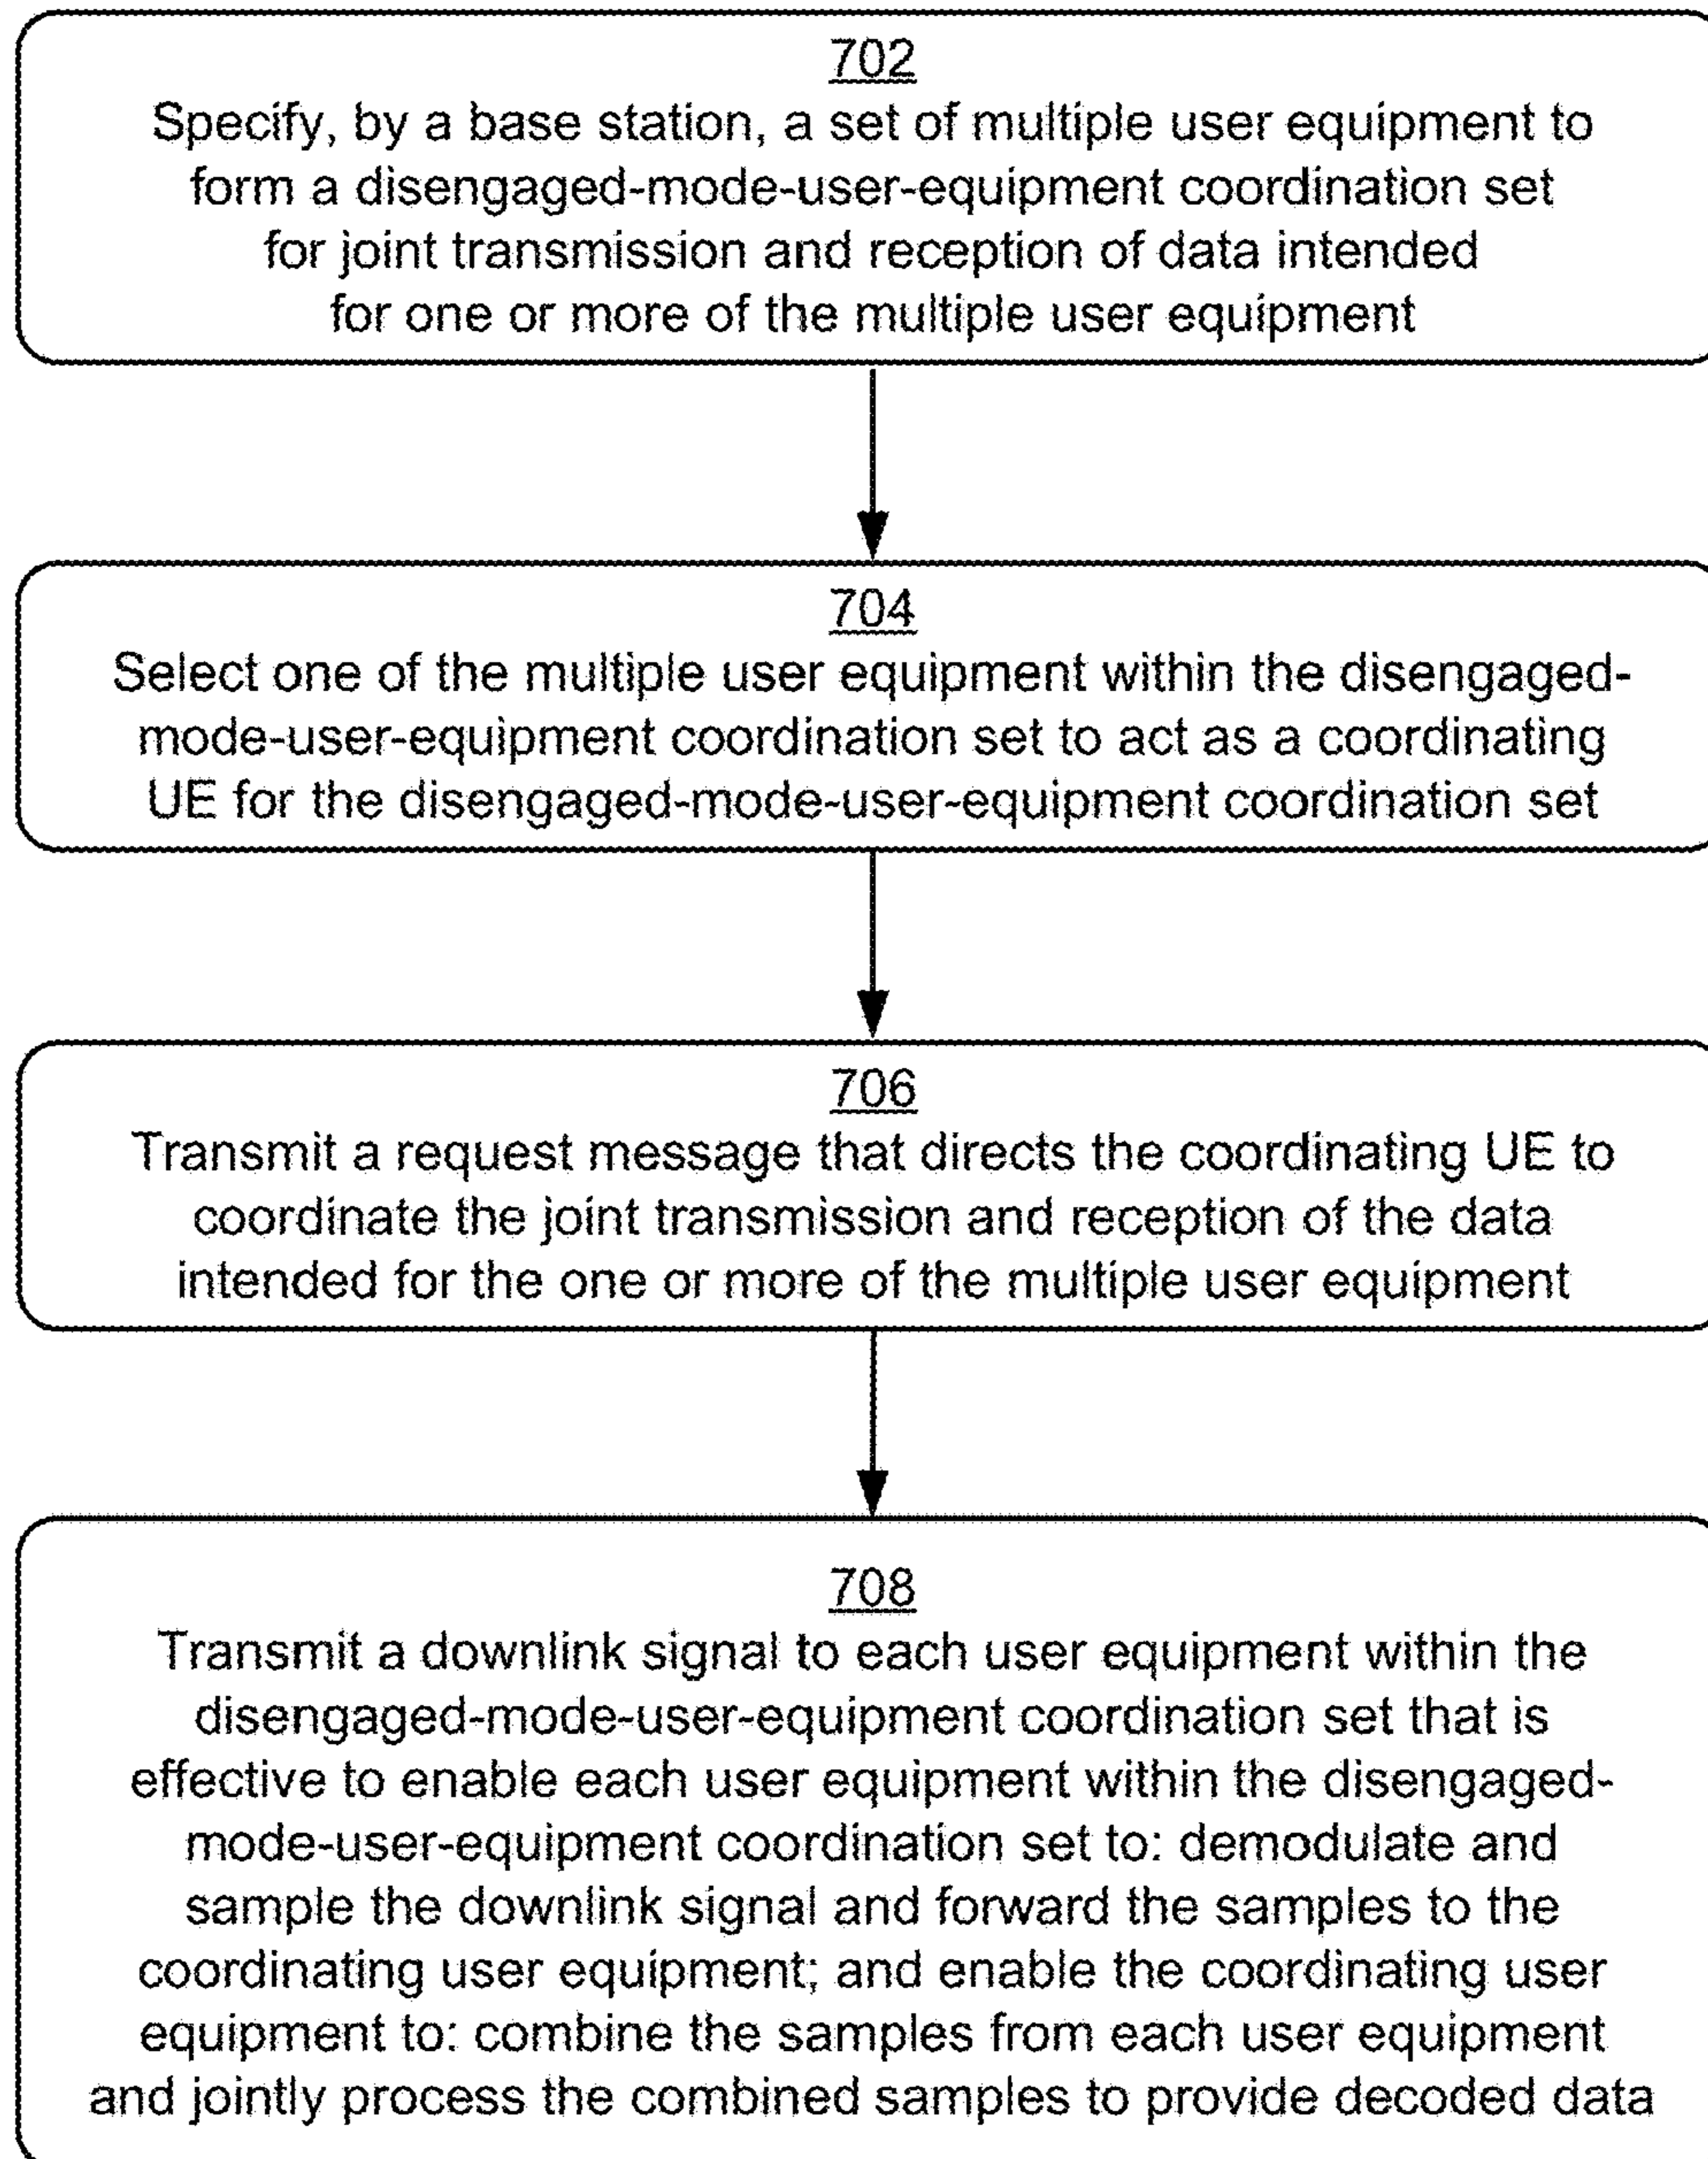 702
Specify, by a base station, a set of multiple user equipment to
form a disengaged-mode-user-equipment coordination set
for joint transmission and reception of data intended
for one or more of the multiple user equipment
704
Select one of the multiple user equipment within the disengaged-
mode-user-equipment coordination set to act as a coordinating
UE for the disengaged-mode-user-equipment coordination set
706
Transmit a request message that directs the coordinating UE to
coordinate the joint transmission and reception of the data
intended for the one or more of the multiple user equipment
708
Transmit a downlink signal to each user equipment within the
disengaged-mode-user-equipment coordination set that is
effective to enable each user equipment within the disengaged-
mode-user-equipment coordination set to: demodulate and
sample the downlink signal and forward the samples to the
coordinating user equipment; and enable the coordinating user
equipment to: combine the samples from each user equipment
and jointly process the combined samples to provide decoded data